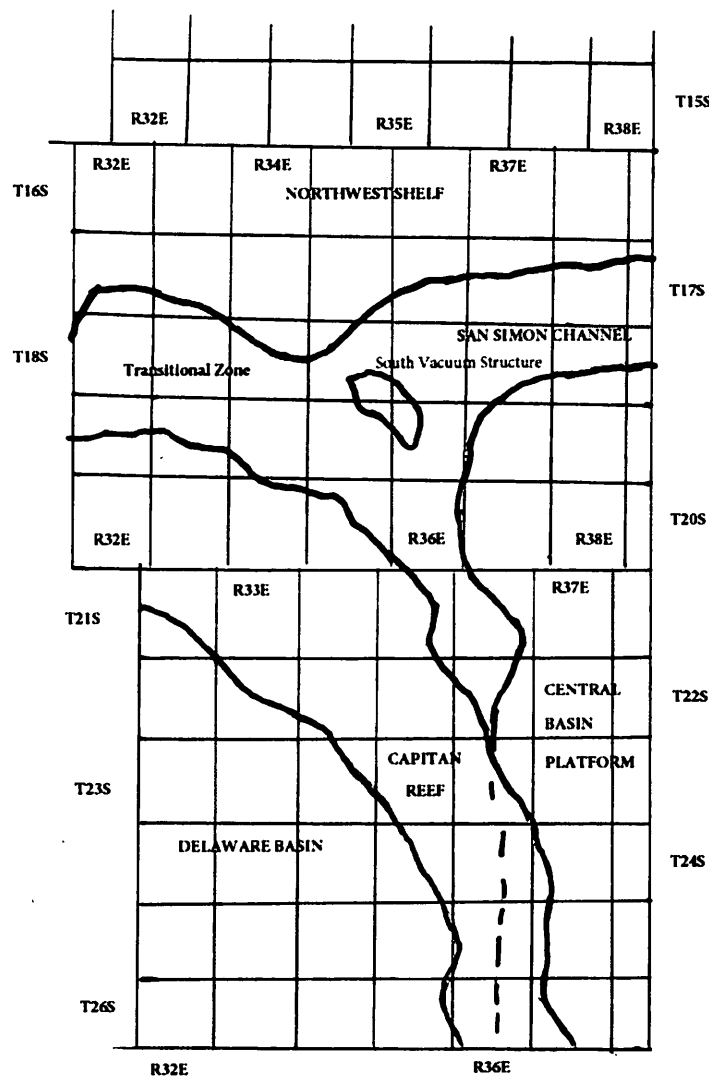 T15S
R32E R35E R38E
R32E R34E R37E
T16S
NORTHWEST SHELF
T17S
SAN SIMON CHANNEL
T18S
Transitional Zone South Vacuum Structure
T20S
R32E R36E R38E
R33E R37E
T21S
CENTRAL
T22S
BASIN
CAPITAN PLATFORM
T23S REEF
DELAWARE BASIN
T24S
T26S
R32E R36E